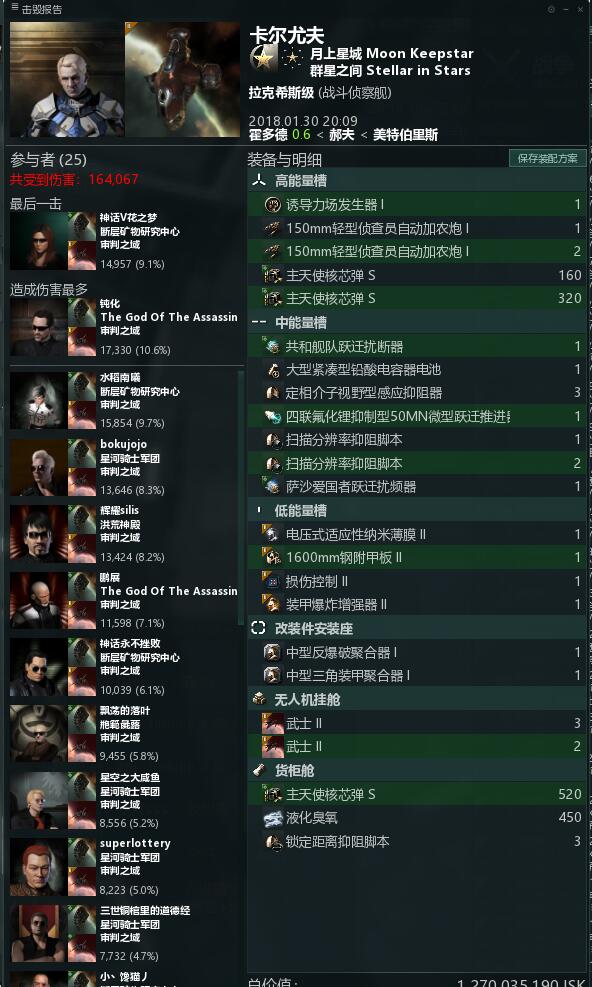 击毁报告
卡尔尤夫
月上星城 Moon Keepstar
群星之间 Stellar in Stars
拉克希斯级 (战斗侦察舰)
2018.01.30 20:09
霍多德 0.6 < 郝夫 < 美特伯里斯
参与者 (25)
共受到伤害：164,067
最后一击
神话V花之梦
断层矿物研究中心
审判之域
14,957 (9.1%)
造成伤害最多
钝化
The God Of The Assassin
审判之域
17,330 (10.6%)
水稻南曦
断层矿物研究中心
审判之域
15,854 (9.7%)
bokujojo
星河骑士军团
审判之域
13,646 (8.3%)
辉耀silis
洪荒神殿
审判之域
13,424 (8.2%)
鹏展
The God Of The Assassin
审判之域
11,598 (7.1%)
神话永不挫败
断层矿物研究中心
审判之域
10,039 (6.1%)
飘荡的落叶
审判之域
9,455 (5.8%)
星空之大咸鱼
星河骑士军团
审判之域
8,556 (5.2%)
superlottery
星河骑士军团
审判之域
8,223 (5.0%)
三世铜棺里的道德经
星河骑士军团
审判之域
7,732 (4.7%)
小丶馋猫丿
装备与明细
保存装配方案
高能量槽
诱导力场发生器 I 1
150mm轻型侦查员自动加农炮 I 1
150mm轻型侦查员自动加农炮 I 2
主天使核芯弹 S 160
主天使核芯弹 S 320
中能量槽
共和舰队跃迁扰断器 1
大型紧凑型铅酸电容器电池 1
定相介子视野型感应抑阻器 3
四联氟化锂抑制型50MN微型跃迁推进 1
扫描分辨率抑阻脚本 1
扫描分辨率抑阻脚本 2
萨沙爱国者跃迁扰频器 1
低能量槽
电压式适应性纳米薄膜 II 1
1600mm钢附甲板 II 1
损伤控制 II 1
装甲爆炸增强器 II 1
改装件安装座
中型反爆破聚合器 I 1
中型三角装甲聚合器 I 1
无人机挂舱
武士 II 3
武士 II 2
货柜舱
主天使核芯弹 S 520
液化臭氧 450
锁定距离抑阻脚本 3
总价值： 1,270,035,190 ISK